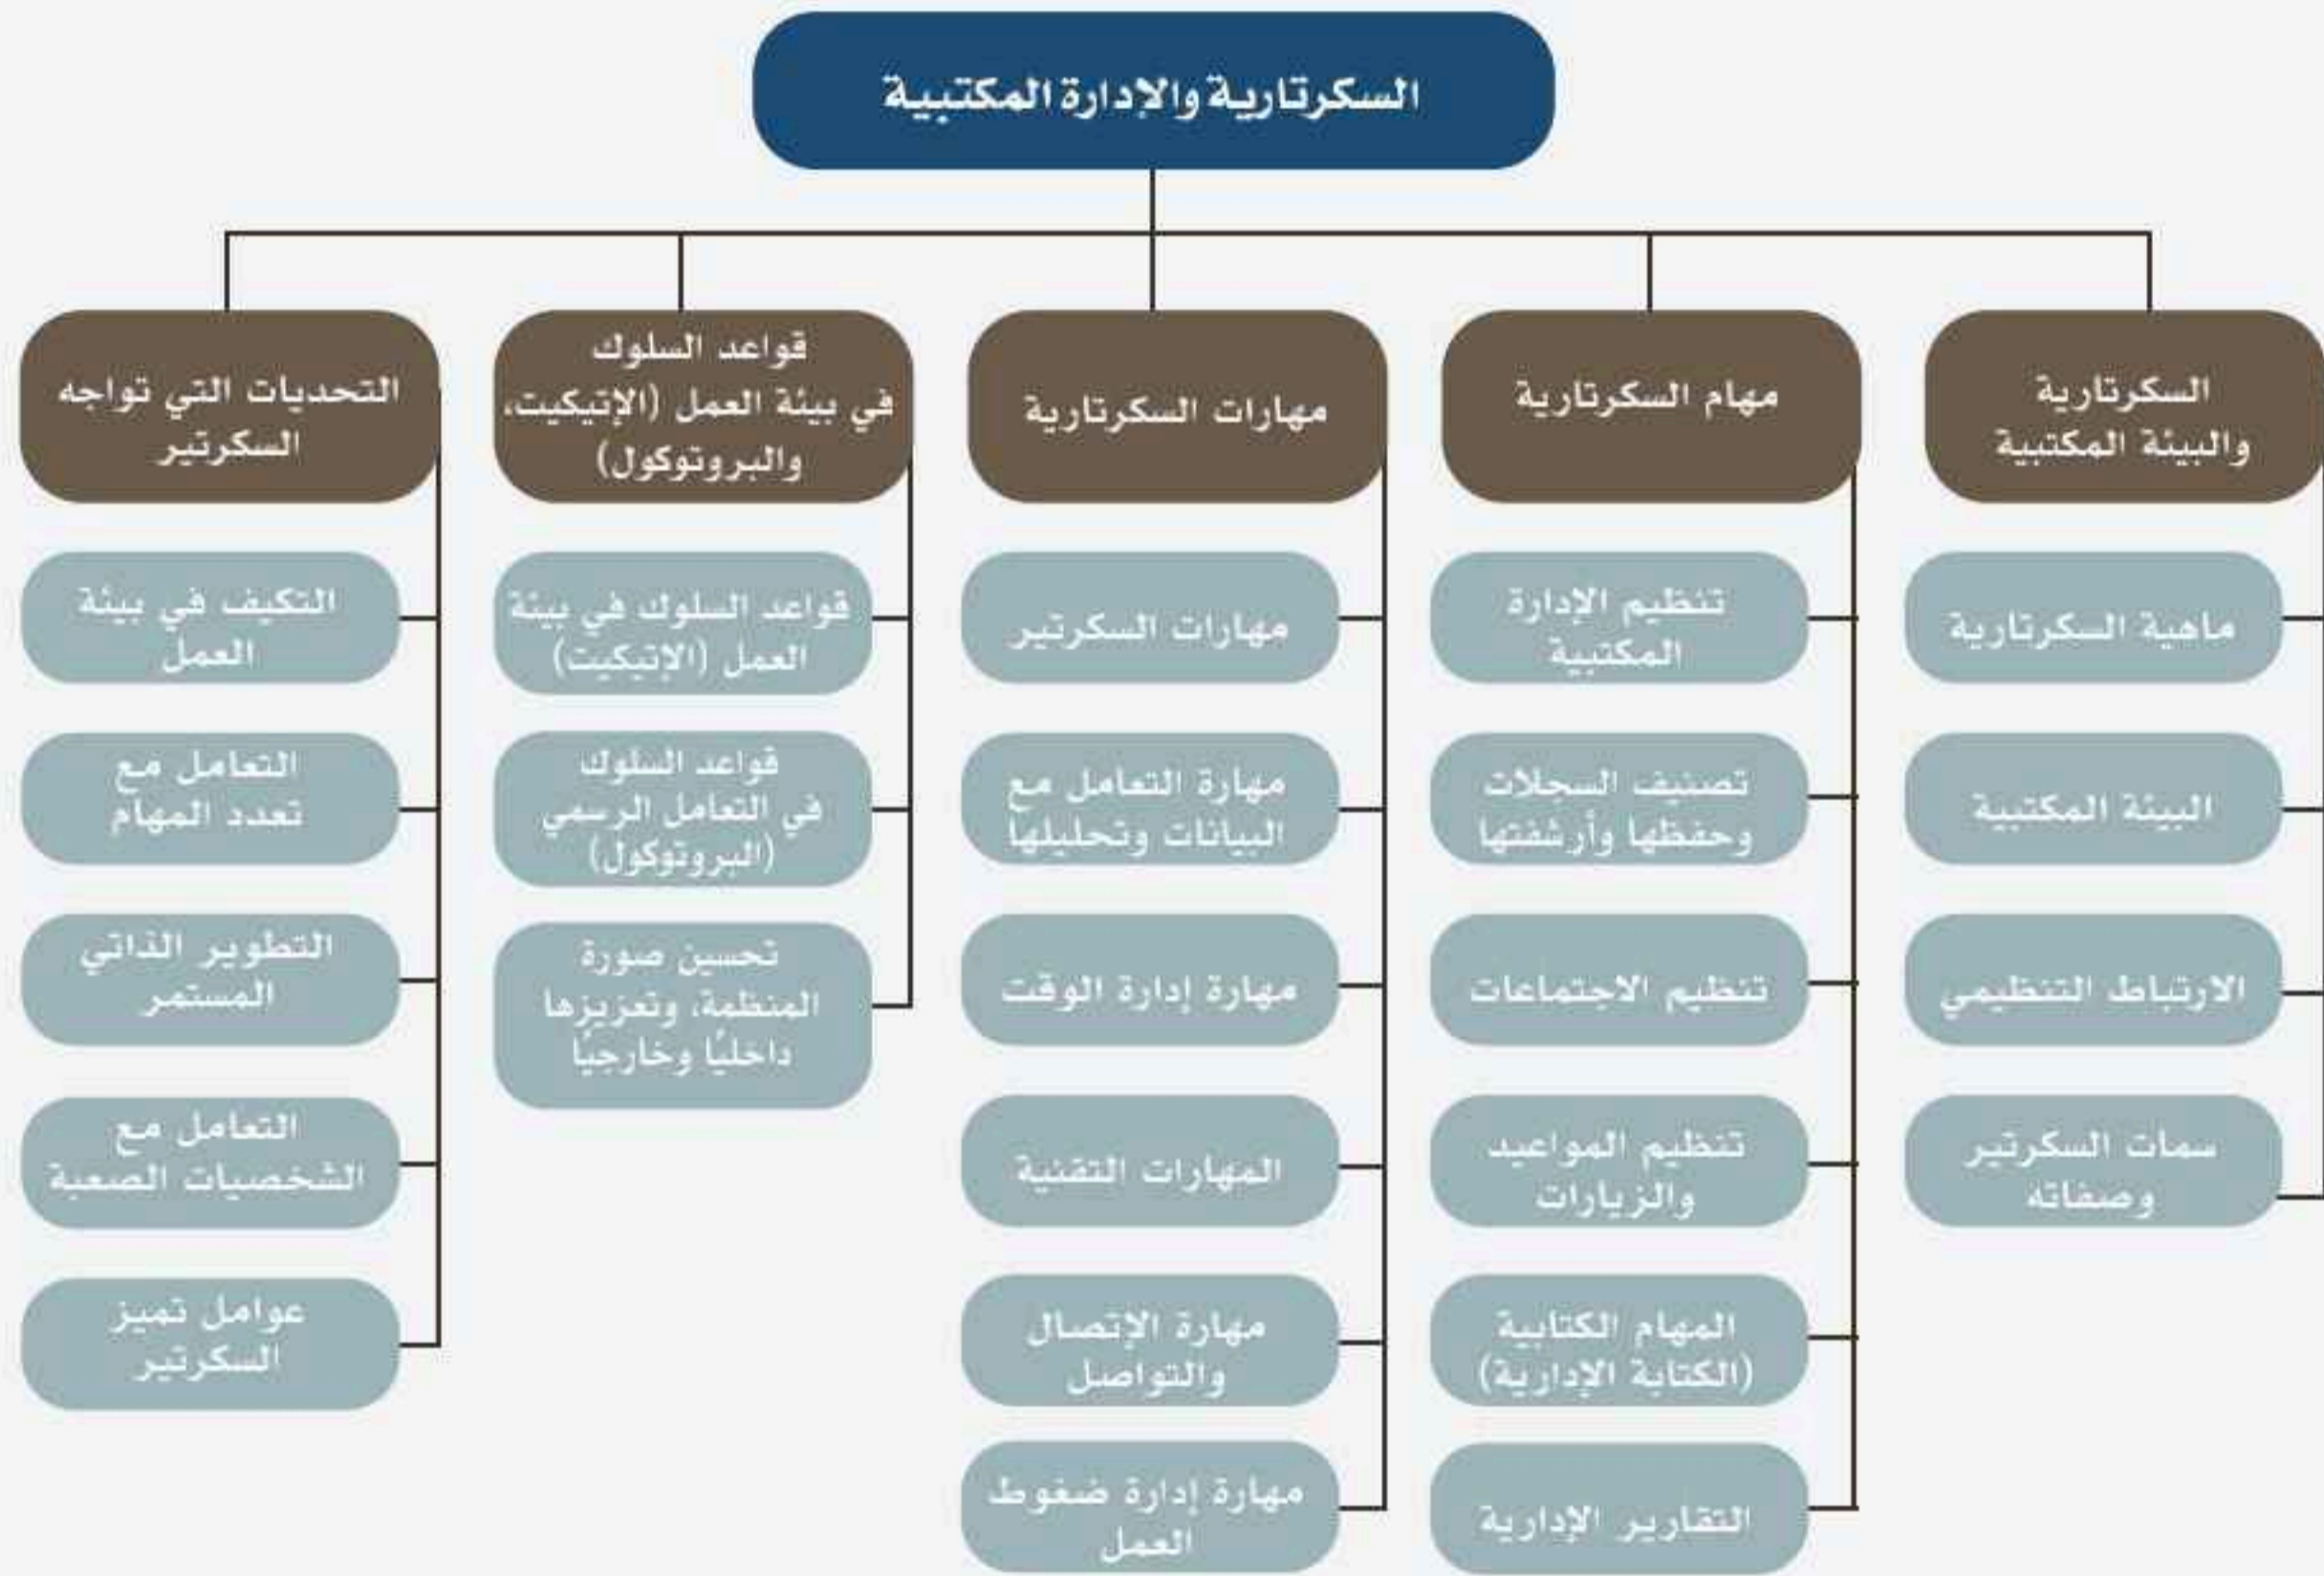 السكرتارية والإدارة المكتبية
السكرتارية
والبيئة المكتبية
ماهية السكرتارية
البيئة المكتبية
الارتباط التنظيمي
سمات السكرتير
وصفاته
مهام السكرتارية
تنظيم الإدارة
المكتبية
تصنيف السجلات
وحفظها وأرشفتها
تنظيم الاجتماعات
تنظيم المواعيد
والزيارات
المهام الكتابية
(الكتابة الإدارية)
التقارير الإدارية
مهارات السكرتارية
مهارات السكرتير
مهارة التعامل مع
البيانات وتحليلها
مهارة إدارة الوقت
المهارات التقنية
مهارة الإتصال
والتواصل
مهارة إدارة ضغوط
العمل
قواعد السلوك
في بيئة العمل (الإتيكيت،
والبروتوكول)
قواعد السلوك في بيئة
العمل (الإتيكيت)
قواعد السلوك
في التعامل الرسمي
(البروتوكول)
تحسين صورة
المنظمة، وتعزيزها
داخليًا وخارجيًا
التحديات التي تواجه
السكرتير
التكيف في بيئة
العمل
التعامل مع
تعدد المهام
التطوير الذاتي
المستمر
التعامل مع
الشخصيات الصعبة
عوامل تميز
السكرتير